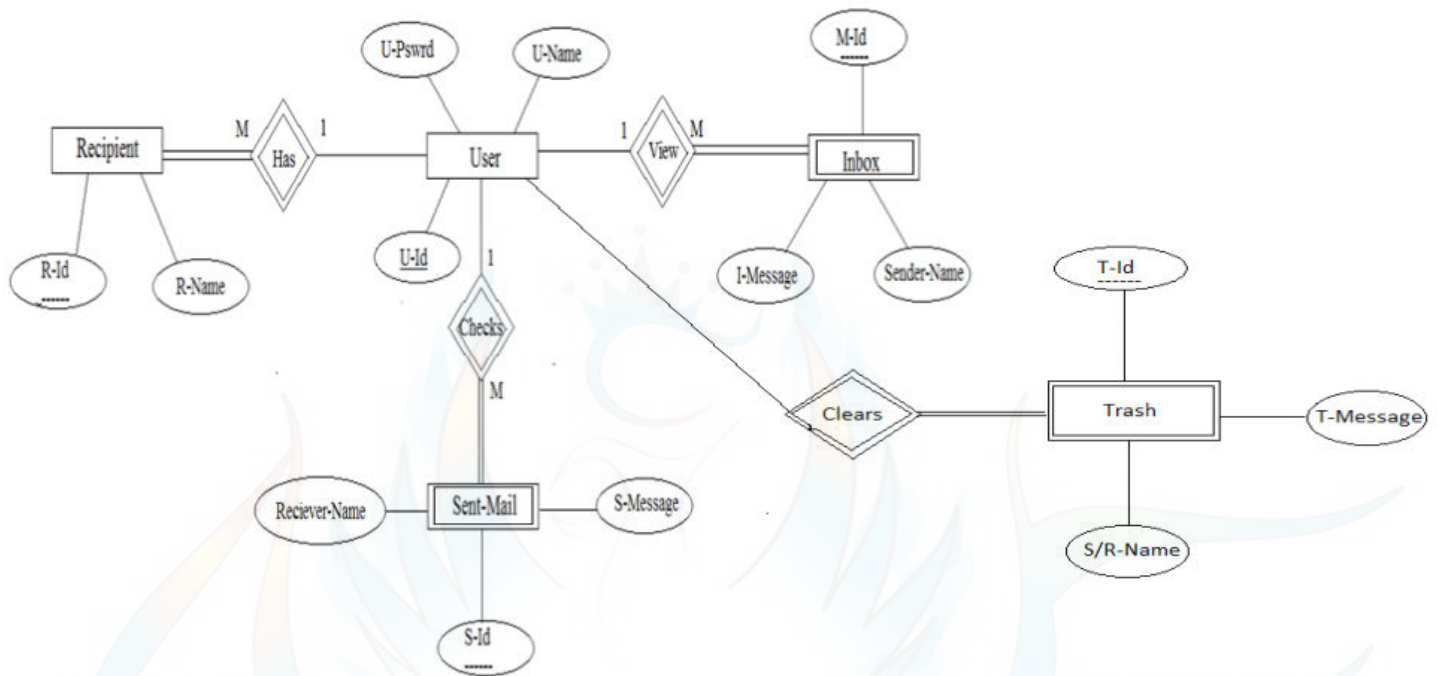 M-Id
U-Pswrd
U-Name
M
1
1
M
Recipient
Has
User
View
Inbox
R-Id
R-Name
U-Id
1
I-Message
Sender-Name
T-Id
Checks
M
Clears
Trash
T-Message
Reciever-Name
Sent-Mail
S-Message
S/R-Name
S-Id